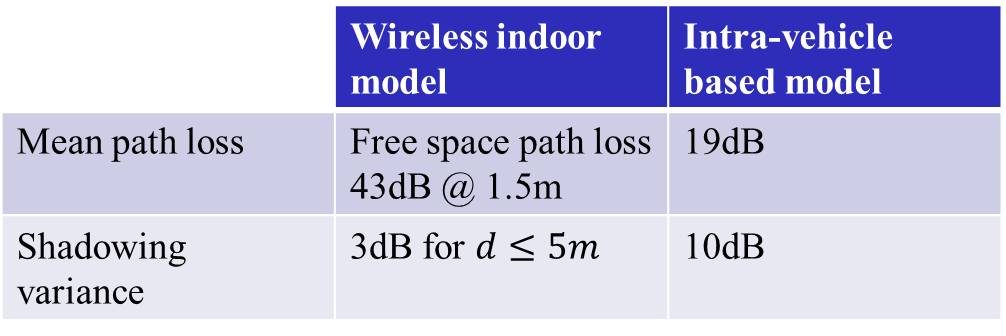 Wireless indoor
model
Intra-vehicle
based model
Mean path loss
Free space path loss
43dB @ 1.5m
19dB
Shadowing
variance
3dB for 𝑑 ≤ 5𝑚
10dB